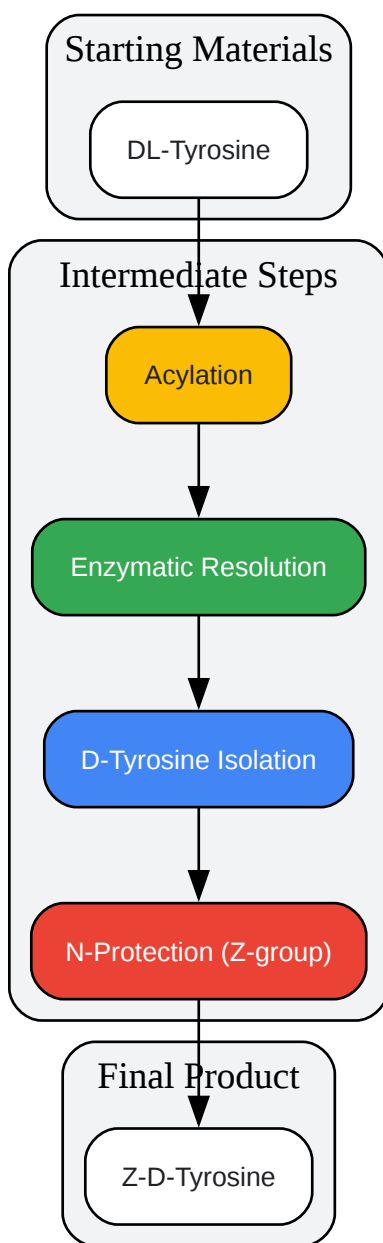 Starting Materials
DL-Tyrosine
Intermediate Steps
Acylation
Enzymatic Resolution
D-Tyrosine Isolation
N-Protection (Z-group)
Final Product
Z-D-Tyrosine